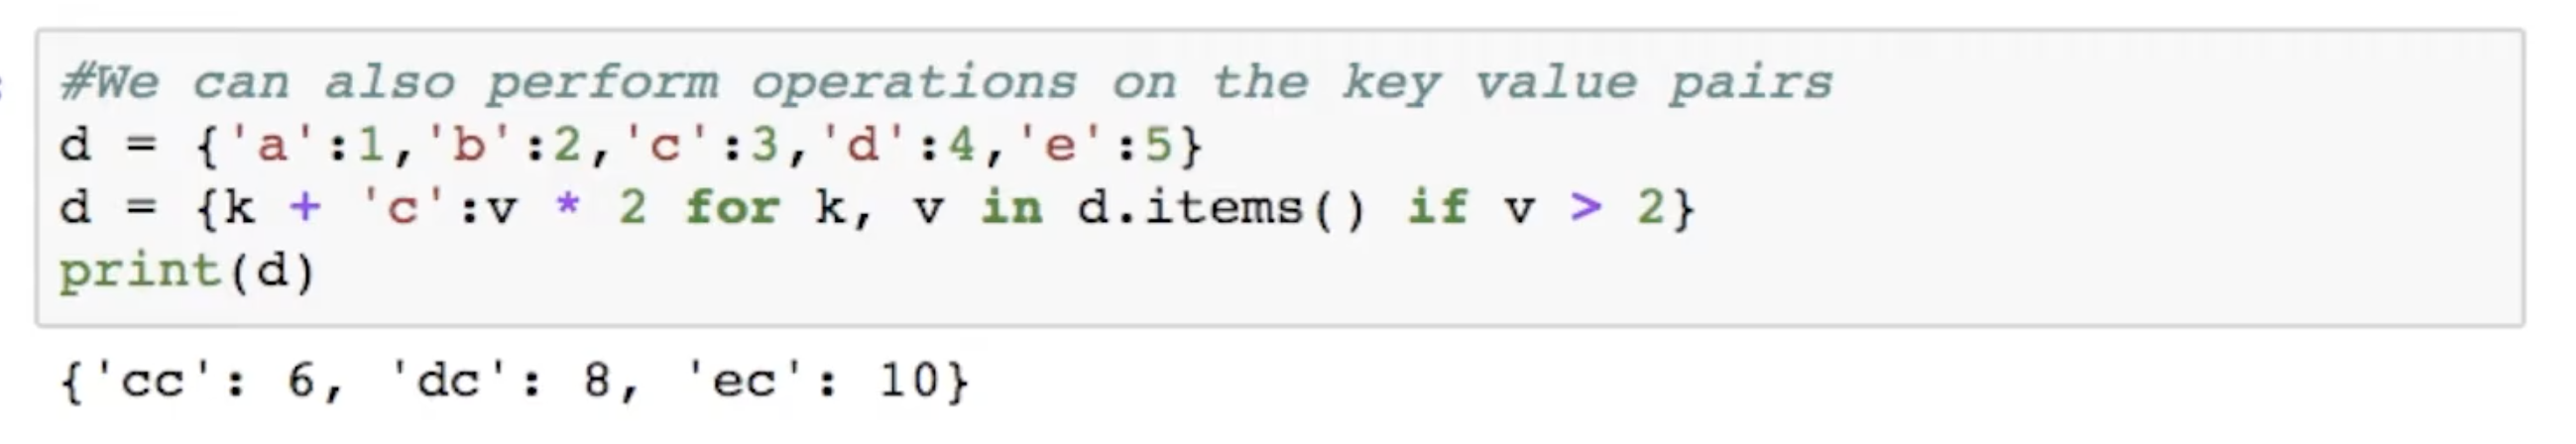 #We can also perform operations on the key value pairs
d = {'a':1,'b':2,'c':3,'d':4,'e':5}
d = {k + 'c':v * 2 for k, v in d.items() if v > 2}
print(d)
{'cc': 6, 'dc': 8, 'ec': 10}